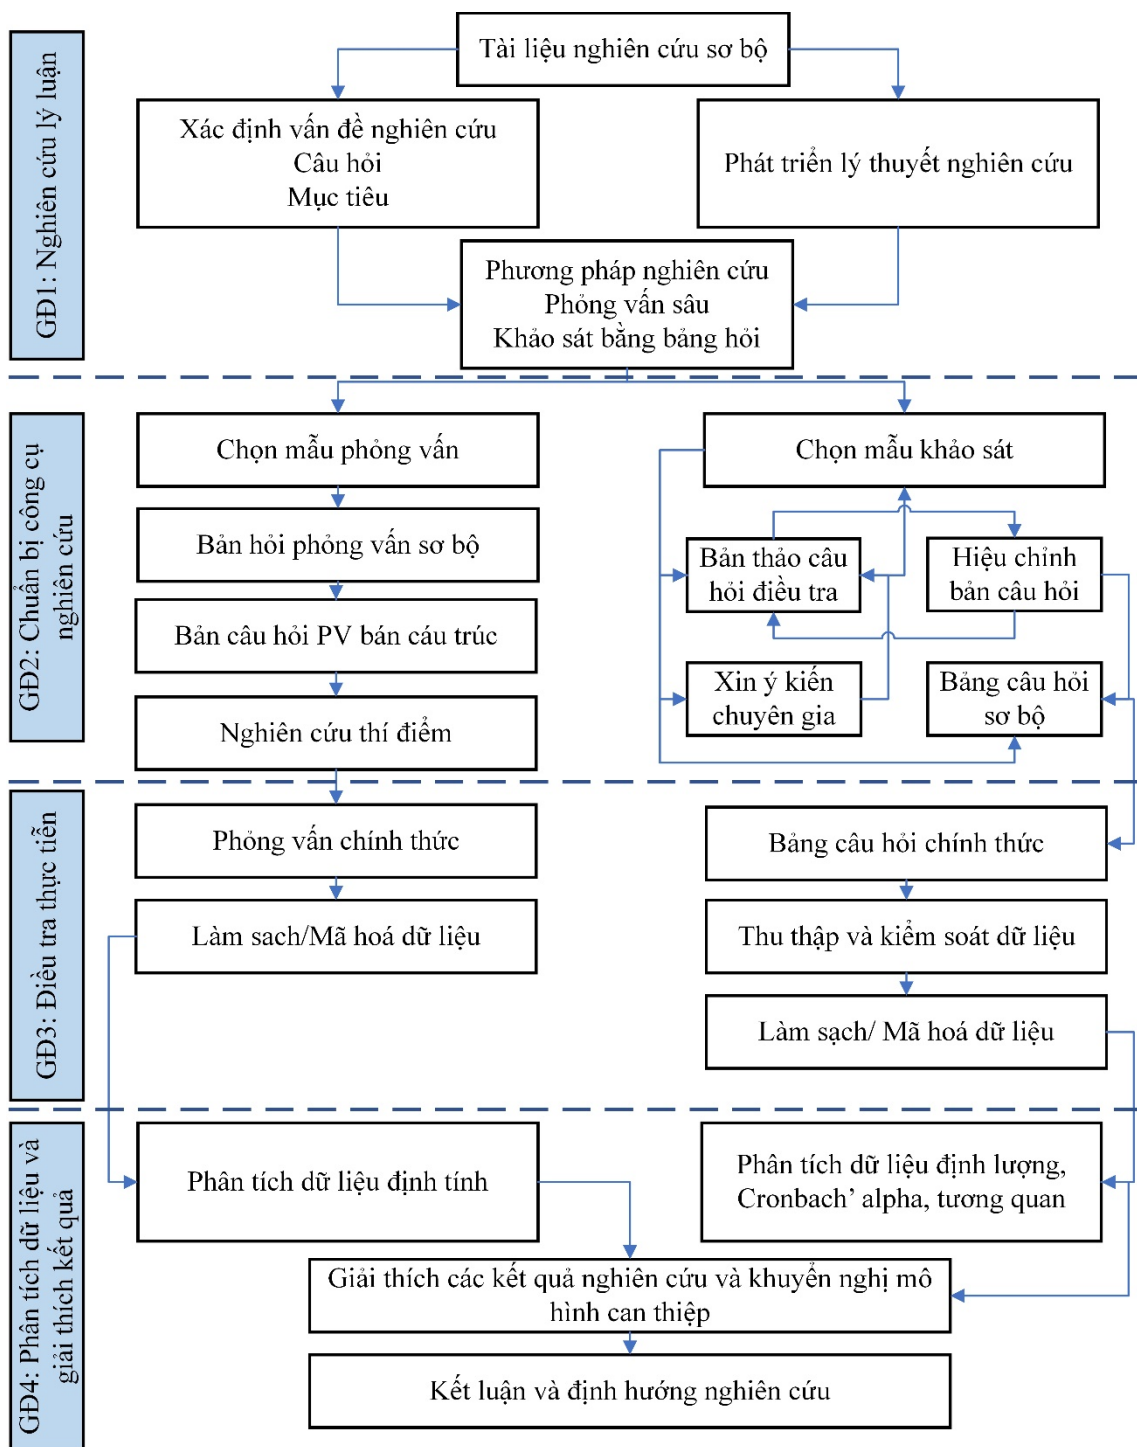 GĐ1: Nghiên cứu lý luận
Tài liệu nghiên cứu sơ bộ
Xác định vấn đề nghiên cứu
Câu hỏi
Mục tiêu
Phát triển lý thuyết nghiên cứu
Phương pháp nghiên cứu
Phỏng vấn sâu
Khảo sát bằng bảng hỏi
GĐ2: Chuẩn bị công cụ
nghiên cứu
Chọn mẫu phỏng vấn
Bản hỏi phỏng vấn sơ bộ
Bản câu hỏi PV bán cáu trúc
Nghiên cứu thí điểm
Chọn mẫu khảo sát
Bản thảo câu
hỏi điều tra
Hiệu chỉnh
bản câu hỏi
Xin ý kiến
chuyên gia
Bảng câu hỏi
sơ bộ
GĐ3: Điều tra thực tiễn
Phỏng vấn chính thức
Làm sach/Mã hoá dữ liệu
Bảng câu hỏi chính thức
Thu thập và kiểm soát dữ liệu
Làm sạch/ Mã hoá dữ liệu
GĐ4: Phân tích dữ liệu và
giải thích kết quả
Phân tích dữ liệu định tính
Phân tích dữ liệu định lượng,
Cronbach’ alpha, tương quan
Giải thích các kết quả nghiên cứu và khuyển nghị mô
hình can thiệp
Kết luận và định hướng nghiên cứu